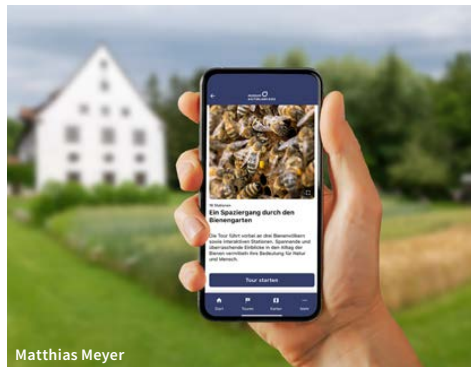 MUSEUM
10 Stationen
Ein Spaziergang durch den
Bienengarten
Die Tour führt vorbei an drei Bienenvölkern
sowie interaktiven Stationen. Spannende und
überraschende Einblicke in den Alltag der
Bienen vermitteln ihre Bedeutung für Natur
und Mensch.
Tour starten
Start Touren Karten Mehr
Matthias Meyer